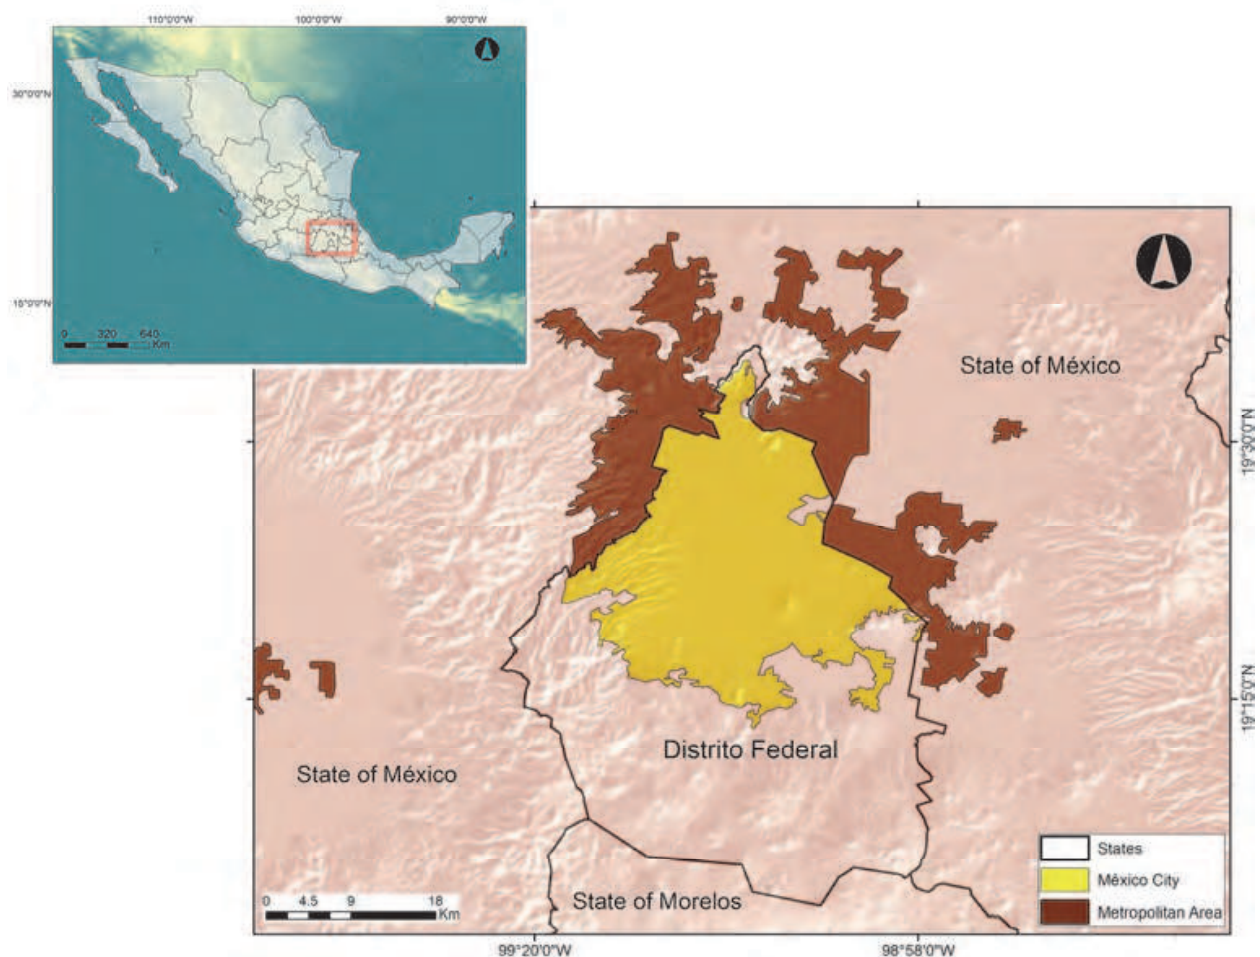 110°0'0"W 100°0'0"W 90°0'0"W
30°0'0"N
15°0'0"N
0 320 640
Km
State of México
19°30'0"N
19°15'0"N
Distrito Federal
State of México
State of Morelos
States
México City
Metropolitan Area
0 4.5 9 18
Km
99°20'0"W 98°58'0"W